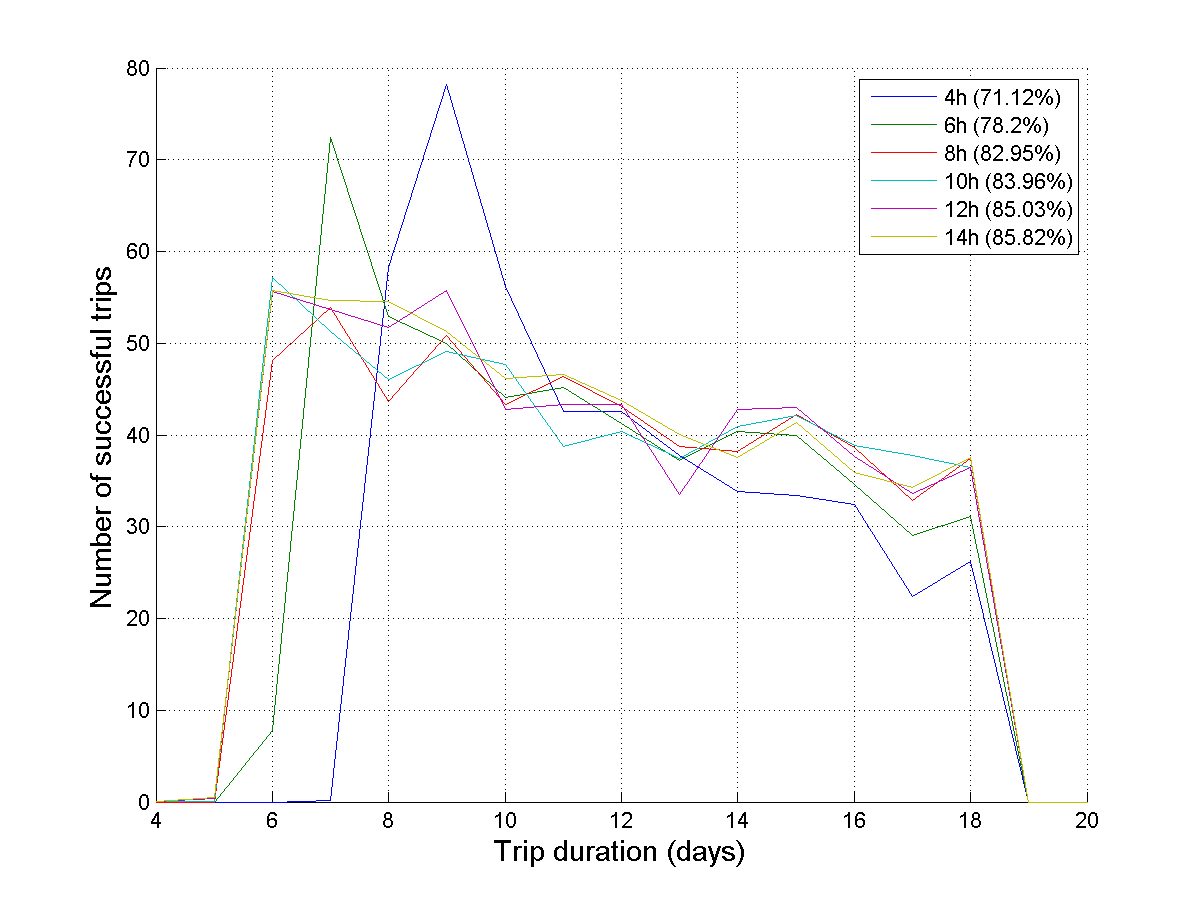 80
70
60
50
40
30
20
10
0
4
6
8
10
12
14
16
18
20
Number of successful trips
Trip duration (days)
4h (71.12%)
6h (78.2%)
8h (82.95%)
10h (83.96%)
12h (85.03%)
14h (85.82%)